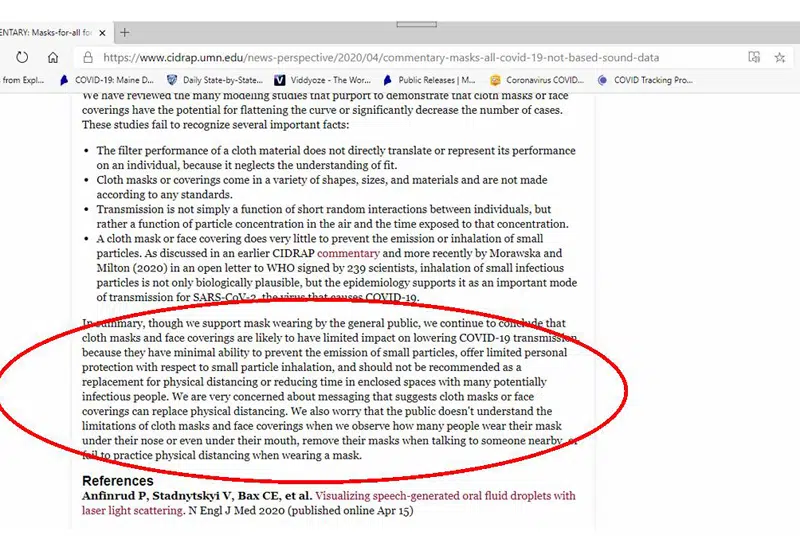 ENTARY: Masks-for-all fo
https://www.cidrap.umn.edu/news-perspective/2020/04/commentary-masks-all-covid-19-not-based-sound-data
s from Expl...
COVID-19: Maine D...
Daily State-by-State...
Viddyoze - The Wor...
Public Releases | M...
Coronavirus COVID...
COVID Tracking Pro...
We have reviewed the many modeling studies that purport to demonstrate that cloth masks or face
coverings have the potential for flattening the curve or significantly decrease the number of cases.
These studies fail to recognize several important facts:
• The filter performance of a cloth material does not directly translate or represent its performance
on an individual, because it neglects the understanding of fit.
• Cloth masks or coverings come in a variety of shapes, sizes, and materials and are not made
according to any standards.
• Transmission is not simply a function of short random interactions between individuals, but
rather a function of particle concentration in the air and the time exposed to that concentration.
• A cloth mask or face covering does very little to prevent the emission or inhalation of small
particles. As discussed in an earlier CIDRAP commentary and more recently by Morawska and
Milton (2020) in an open letter to WHO signed by 239 scientists, inhalation of small infectious
particles is not only biologically plausible, but the epidemiology supports it as an important mode
of transmission for SARS-CoV-2, the virus that causes COVID-19.
In summary, though we support mask wearing by the general public, we continue to conclude that
cloth masks and face coverings are likely to have limited impact on lowering COVID-19 transmission,
because they have minimal ability to prevent the emission of small particles, offer limited personal
protection with respect to small particle inhalation, and should not be recommended as a
replacement for physical distancing or reducing time in enclosed spaces with many potentially
infectious people. We are very concerned about messaging that suggests cloth masks or face
coverings can replace physical distancing. We also worry that the public doesn't understand the
limitations of cloth masks and face coverings when we observe how many people wear their mask
under their nose or even under their mouth, remove their masks when talking to someone nearby, or
fail to practice physical distancing when wearing a mask.
References
Anfinrud P, Stadnytskyi V, Bax CE, et al. Visualizing speech-generated oral fluid droplets with
laser light scattering. N Engl J Med 2020 (published online Apr 15)